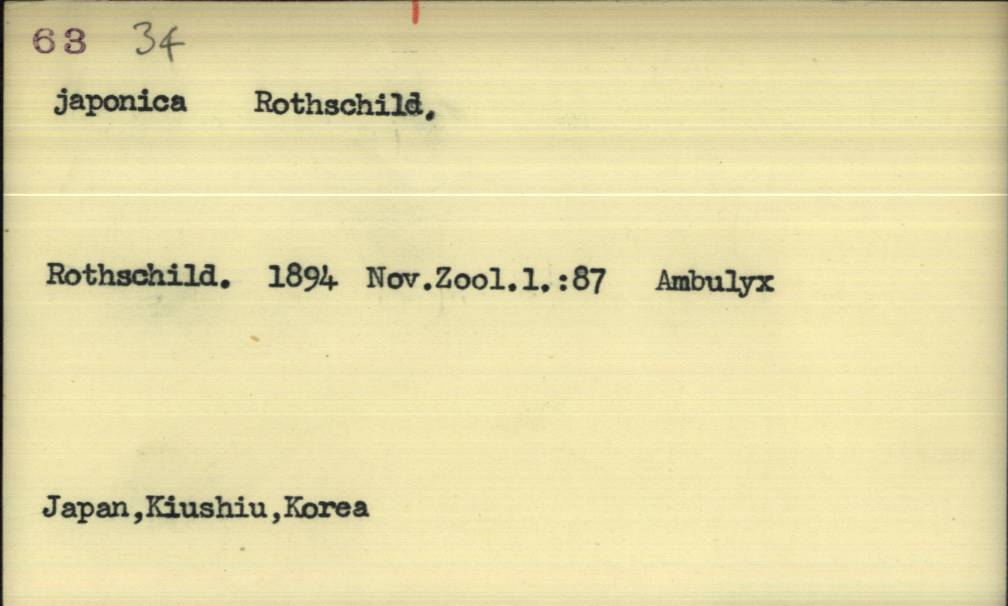 63 34
japonica Rothschild.
Rothschild. 1894 Nov.Zool.1.:87 Ambulyx
Japan,Kiushiu,Korea